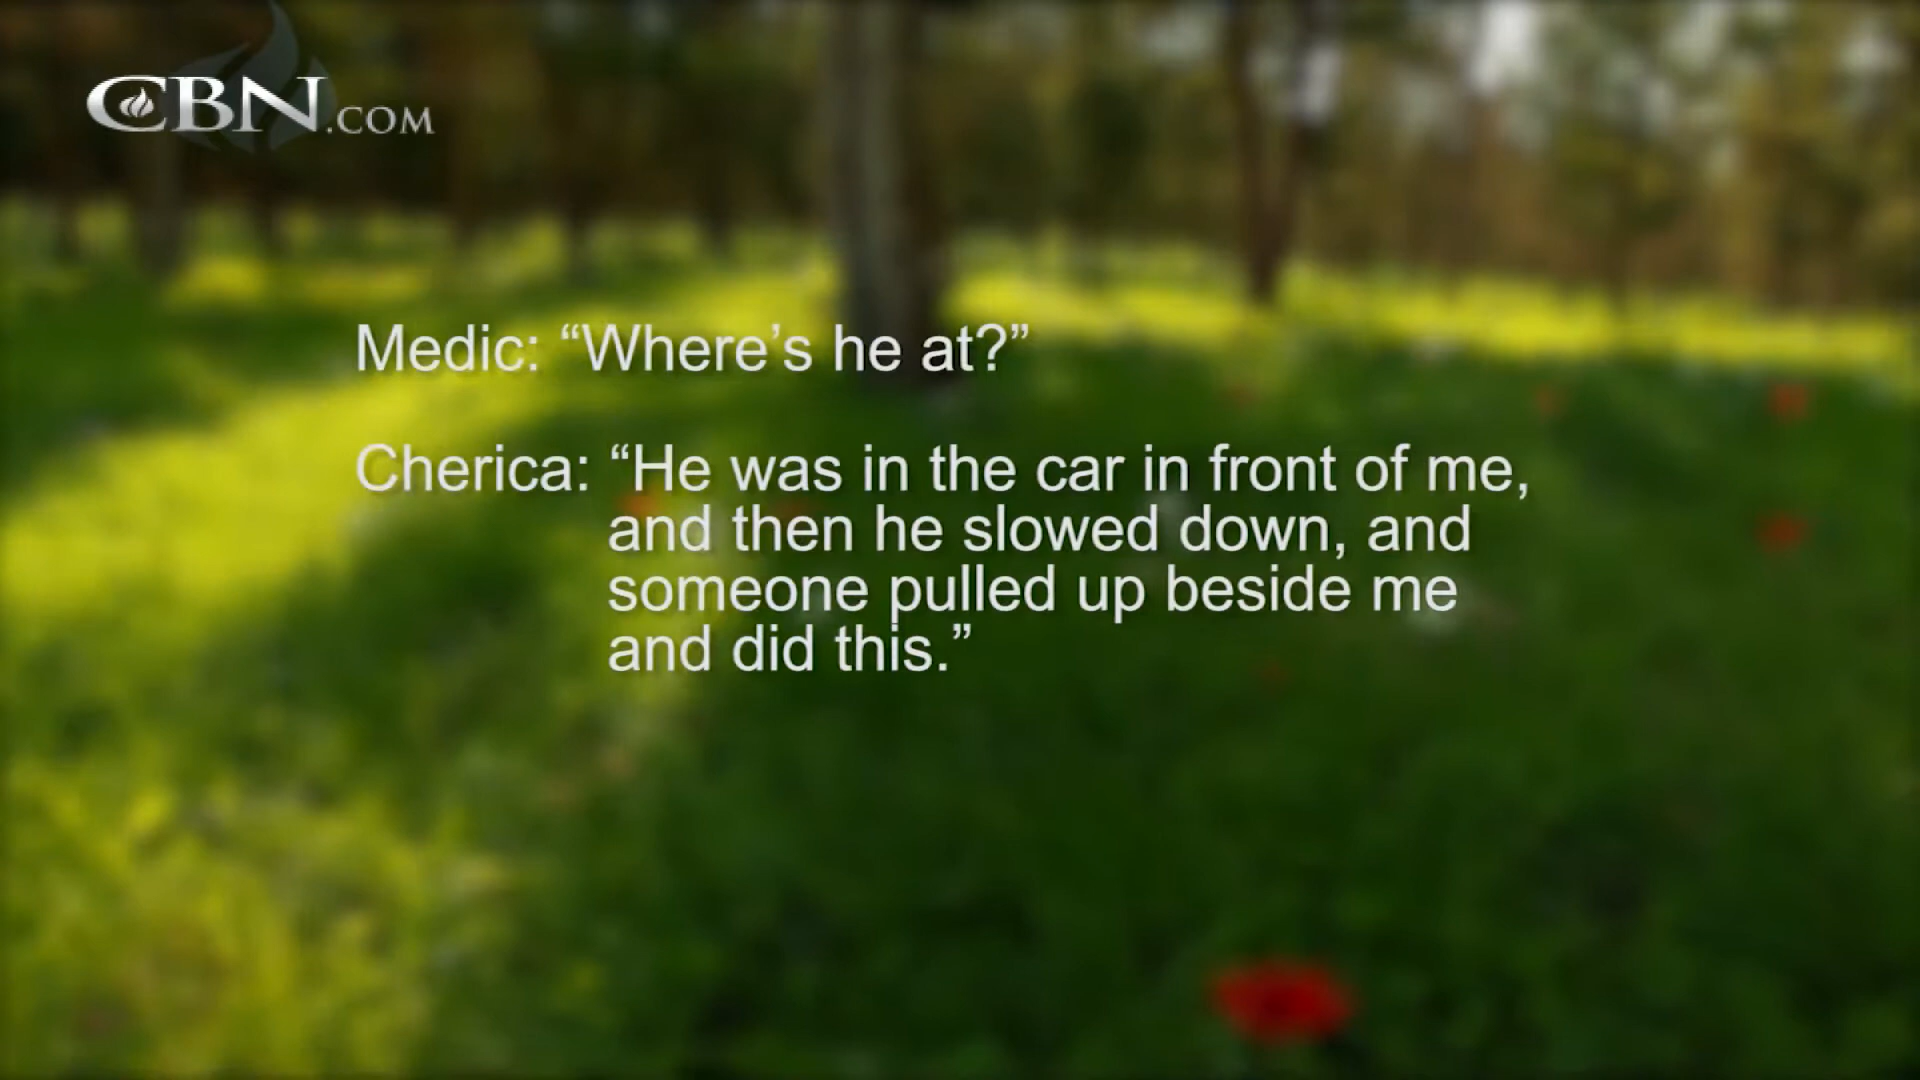 CBN.COM
Medic: “Where’s he at?”
Cherica: “He was in the car in front of me,
and then he slowed down, and
someone pulled up beside me
and did this.”